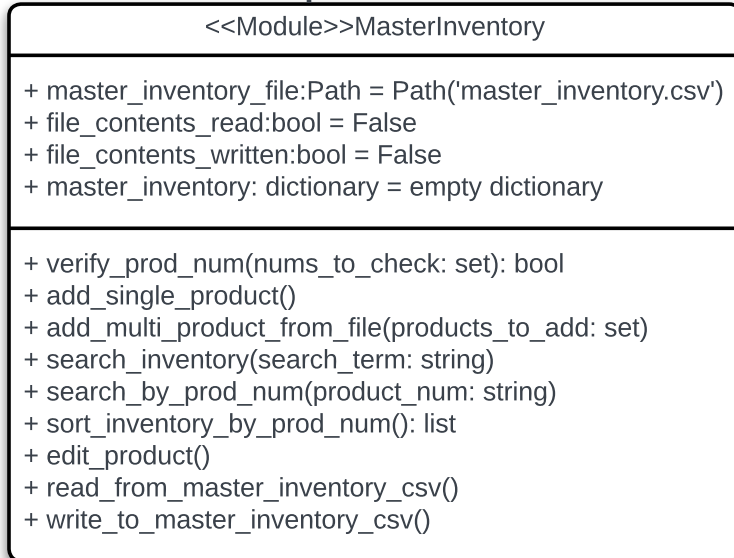 <<Module>>MasterInventory
+ master_inventory_file:Path = Path('master_inventory.csv')
+ file_contents_read:bool = False
+ file_contents_written:bool = False
+ master_inventory: dictionary = empty dictionary
+ verify_prod_num(nums_to_check: set): bool
+ add_single_product()
+ add_multi_product_from_file(products_to_add: set)
+ search_inventory(search_term: string)
+ search_by_prod_num(product_num: string)
+ sort_inventory_by_prod_num(): list
+ edit_product()
+ read_from_master_inventory_csv()
+ write_to_master_inventory_csv()